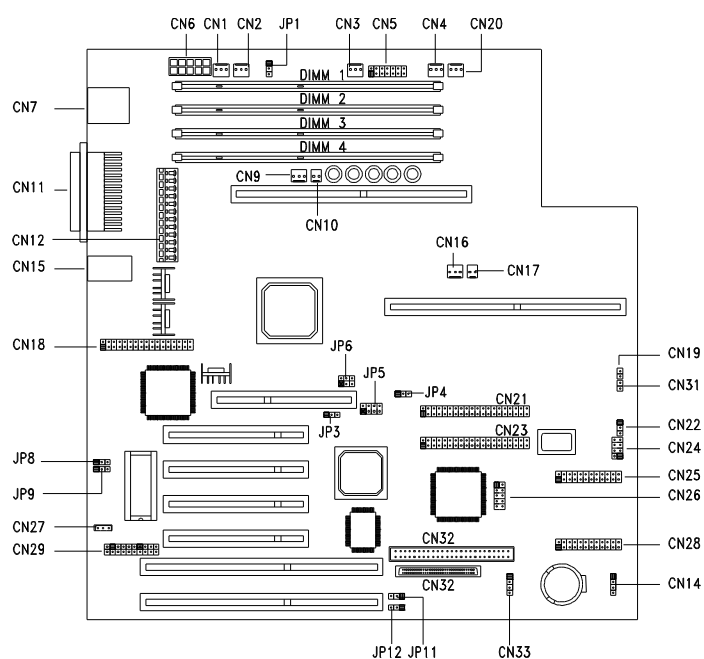 CN6 CN1 CN2 JP1 CN3 CN5 CN4 CN20
DIMM 1
CN7
DIMM 2
DIMM 3
DIMM 4
CN9
CN11
CN10
CN12
CN16
CN15
CN17
CN18
CN19
JP6
JP5
JP4
CN31
CN21
JP3
CN22
CN23
CN24
JP8
CN25
JP9
CN26
CN27
CN29
CN32
CN28
CN32
CN14
JP12 JP11
CN33